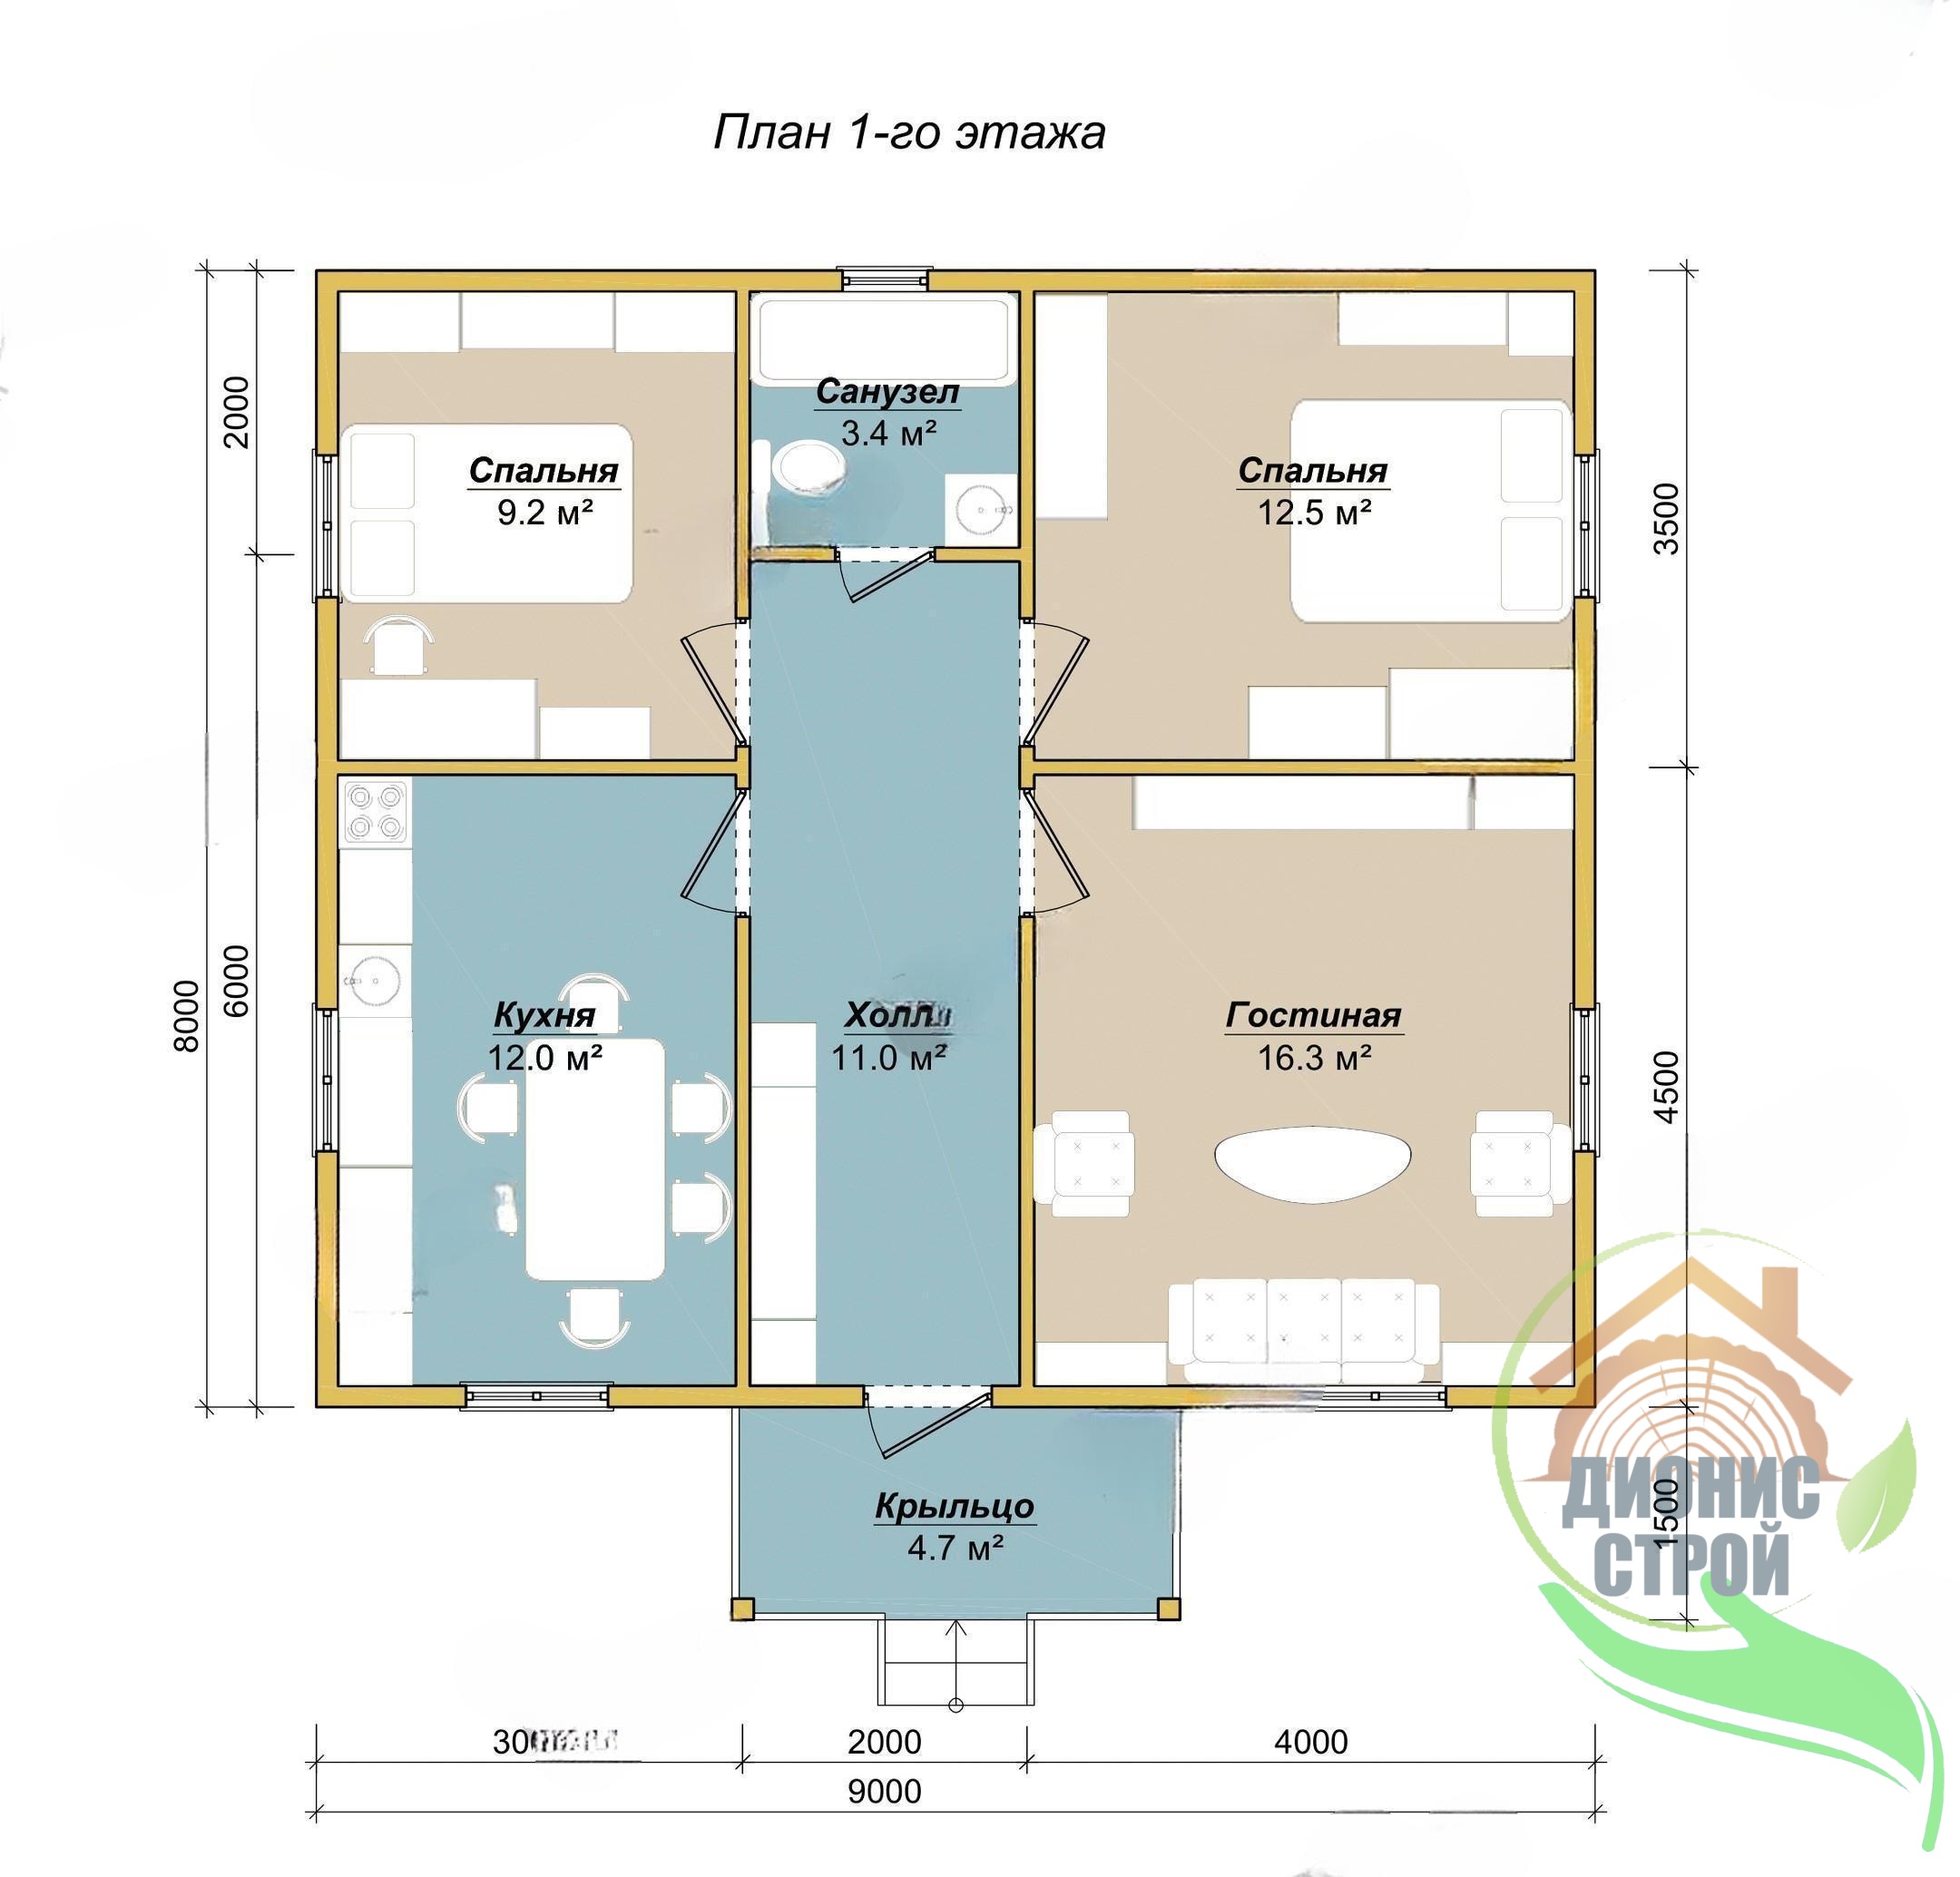 План 1-го этажа
Санузел
3.4 м²
Спальня
9.2 м²
Спальня
12.5 м²
2000
3500
Кухня
12.0 м²
Холл
11.0 м²
Гостиная
16.3 м²
8000
6000
4500
Крыльцо
4.7 м²
1500
ДИОНИС
СТРОЙ
2000
4000
9000